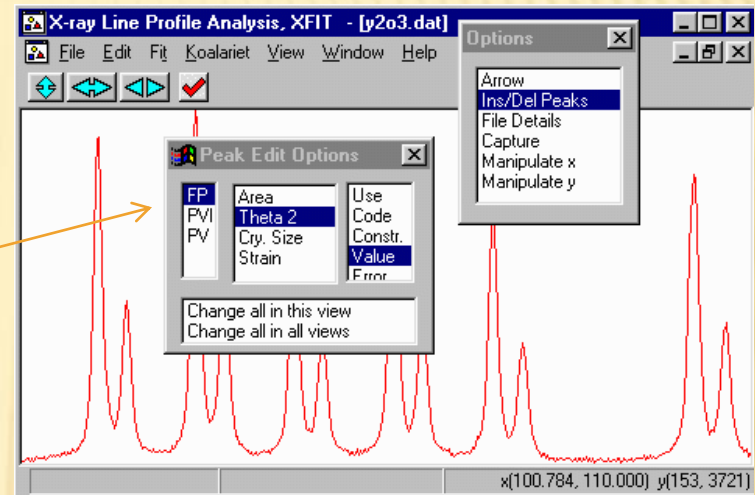 X-ray Line Profile Analysis, XFIT - [y2o3.dat]
File Edit Fit Koalariet View Window Help
Options
Arrow
Ins/Del Peaks
File Details
Capture
Manipulate x
Manipulate y
Peak Edit Options
FP
PVI
PV
Area
Theta 2
Cry. Size
Strain
Use
Code
Constr.
Value
Error
Change all in this view
Change all in all views
x(100.784, 110.000) y(153, 3721)